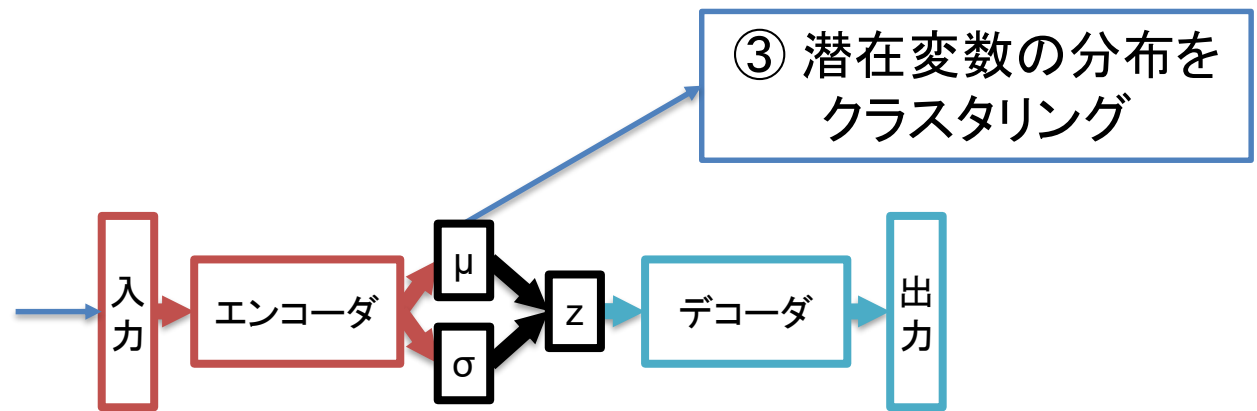 ③ 潜在変数の分布を
クラスタリング
入力
エンコーダ
μ
σ
z
デコーダ
出力